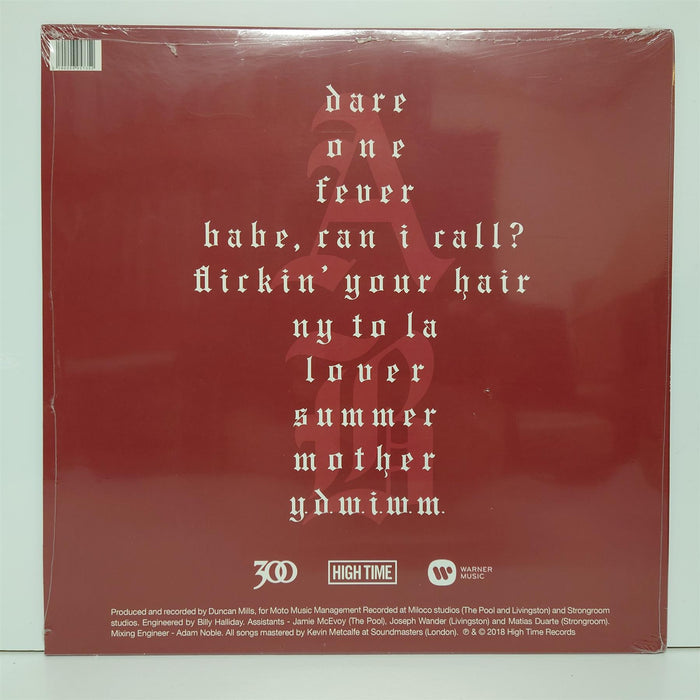 dare
one
fever
babe, can i call?
flickin' your hair
ny to la
lover
summer
mother
y.d.w.i.w.m.
300
HIGH TIME
WARNER
MUSIC
Produced and recorded by Duncan Mills, for Moto Music Management Recorded at Miloco studios (The Pool and Livingston) and Strongroom
studios. Engineered by Billy Halliday. Assistants - Jamie McEvoy (The Pool), Joseph Wander (Livingston) and Matias Duarte (Strongroom).
Mixing Engineer - Adam Noble. All songs mastered by Kevin Metcalfe at Soundmasters (London). ℗ & © 2018 High Time Records